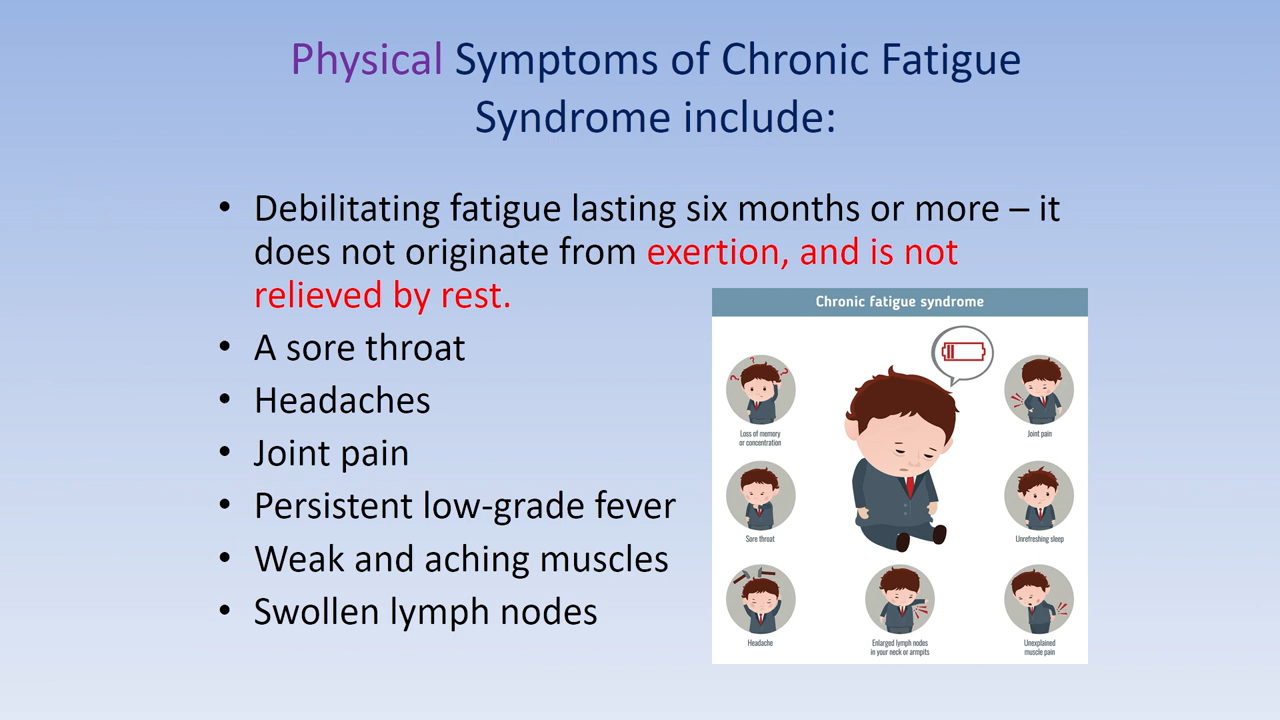 Physical Symptoms of Chronic Fatigue
Syndrome include:
• Debilitating fatigue lasting six months or more – it
does not originate from exertion, and is not
relieved by rest.
• A sore throat
• Headaches
• Joint pain
• Persistent low-grade fever
• Weak and aching muscles
• Swollen lymph nodes
Chronic fatigue syndrome
Loss of memory
or concentration
Joint pain
Sore throat
Unrefreshing sleep
Headache
Enlarged lymph nodes
in your neck or armpits
Unexplained
muscle pain